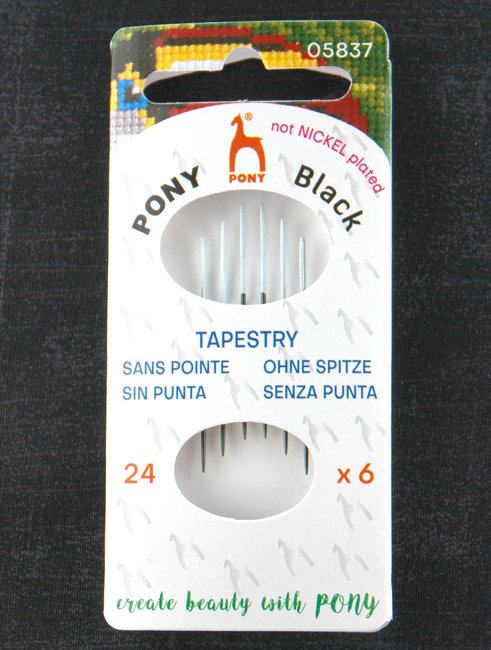 05837
®
PONY
not NICKEL plated
PONY Black
TAPESTRY
SANS POINTE OHNE SPITZE
SIN PUNTA SENZA PUNTA
24 x 6
create beauty with PONY